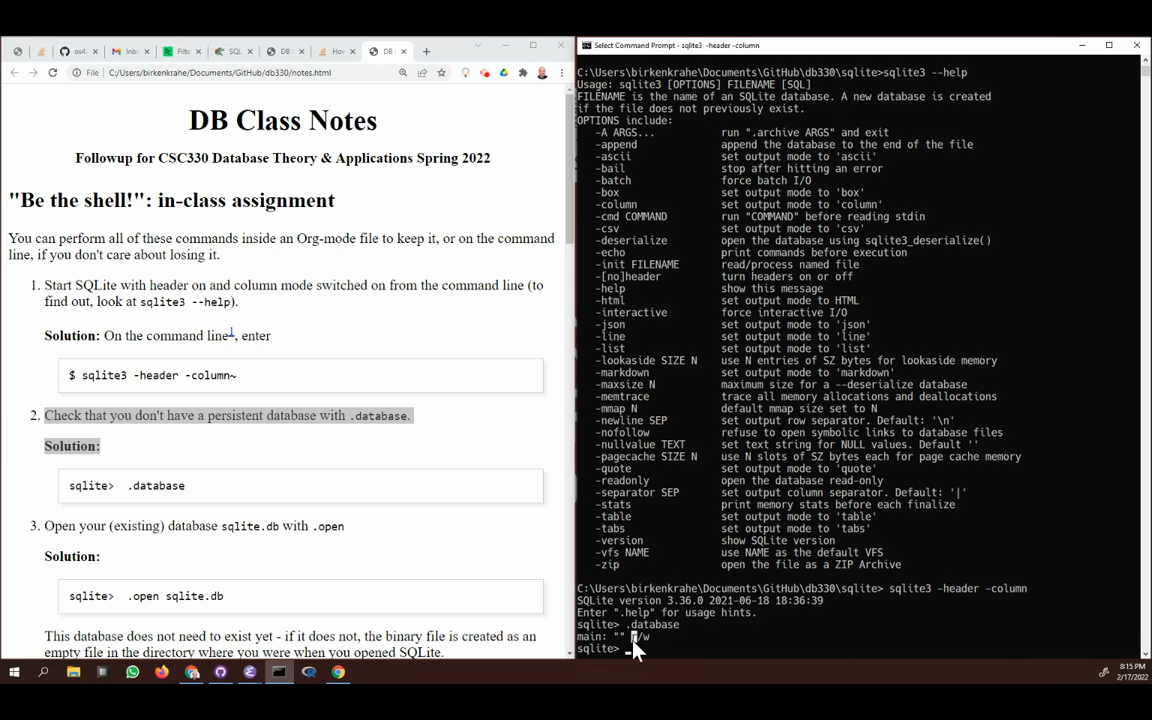 os4
Inbo
Filte
SQL
DB
Hov
DB
File
C:/Users/birkenkrahe/Documents/GitHub/db330/notes.html
DB Class Notes
Followup for CSC330 Database Theory & Applications Spring 2022
"Be the shell!": in-class assignment
You can perform all of these commands inside an Org-mode file to keep it, or on the command
line, if you don't care about losing it.
1. Start SQLite with header on and column mode switched on from the command line (to
find out, look at sqlite3 --help).
Solution: On the command line1, enter
$ sqlite3 -header -column~
2. Check that you don't have a persistent database with .database.
Solution:
sqlite> .database
3. Open your (existing) database sqlite.db with .open
Solution:
sqlite> .open sqlite.db
This database does not need to exist yet - if it does not, the binary file is created as an
empty file in the directory where you were when you opened SQLite.
Select Command Prompt - sqlite3 -header -column
C:\Users\birkenkrahe\Documents\GitHub\db330\sqlite>sqlite3 --help
Usage: sqlite3 [OPTIONS] FILENAME [SQL]
FILENAME is the name of an SQLite database. A new database is created
if the file does not previously exist.
OPTIONS include:
-A ARGS... run ".archive ARGS" and exit
-append append the database to the end of the file
-ascii set output mode to 'ascii'
-bail stop after hitting an error
-batch force batch I/O
-box set output mode to 'box'
-column set output mode to 'column'
-cmd COMMAND run "COMMAND" before reading stdin
-csv set output mode to 'csv'
-deserialize open the database using sqlite3_deserialize()
-echo print commands before execution
-init FILENAME read/process named file
-[no]header turn headers on or off
-help show this message
-html set output mode to HTML
-interactive force interactive I/O
-json set output mode to 'json'
-line set output mode to 'line'
-list set output mode to 'list'
-lookaside SIZE N use N entries of SZ bytes for lookaside memory
-markdown set output mode to 'markdown'
-maxsize N maximum size for a --deserialize database
-memtrace trace all memory allocations and deallocations
-mmap N default mmap size set to N
-newline SEP set output row separator. Default: '\n'
-nofollow refuse to open symbolic links to database files
-nullvalue TEXT set text string for NULL values. Default ''
-pagecache SIZE N use N slots of SZ bytes each for page cache memory
-quote set output mode to 'quote'
-readonly open the database read-only
-separator SEP set output column separator. Default: '|'
-stats print memory stats before each finalize
-table set output mode to 'table'
-tabs set output mode to 'tabs'
-version show SQLite version
-vfs NAME use NAME as the default VFS
-zip open the file as a ZIP Archive
C:\Users\birkenkrahe\Documents\GitHub\db330\sqlite> sqlite3 -header -column
SQLite version 3.36.0 2021-06-18 18:36:39
Enter ".help" for usage hints.
sqlite> .database
main: "" r/w
sqlite>
8:15 PM
2/17/2022